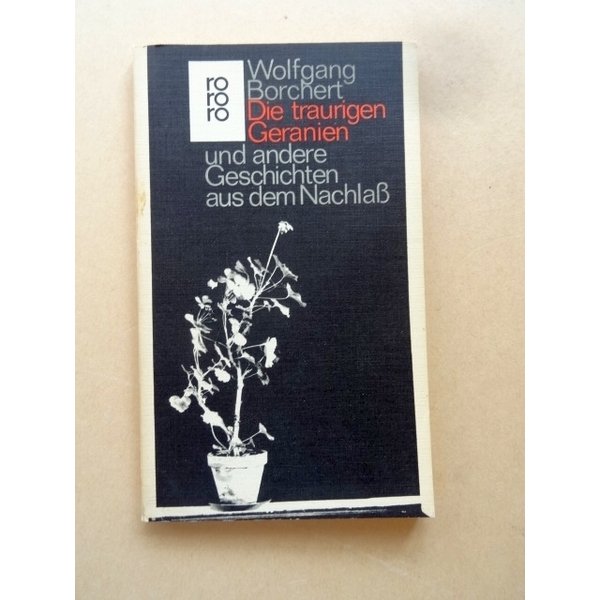 ro
ro
ro
Wolfgang
Borchert
Die traurigen
Geranien
und andere
Geschichten
aus dem Nachlaß